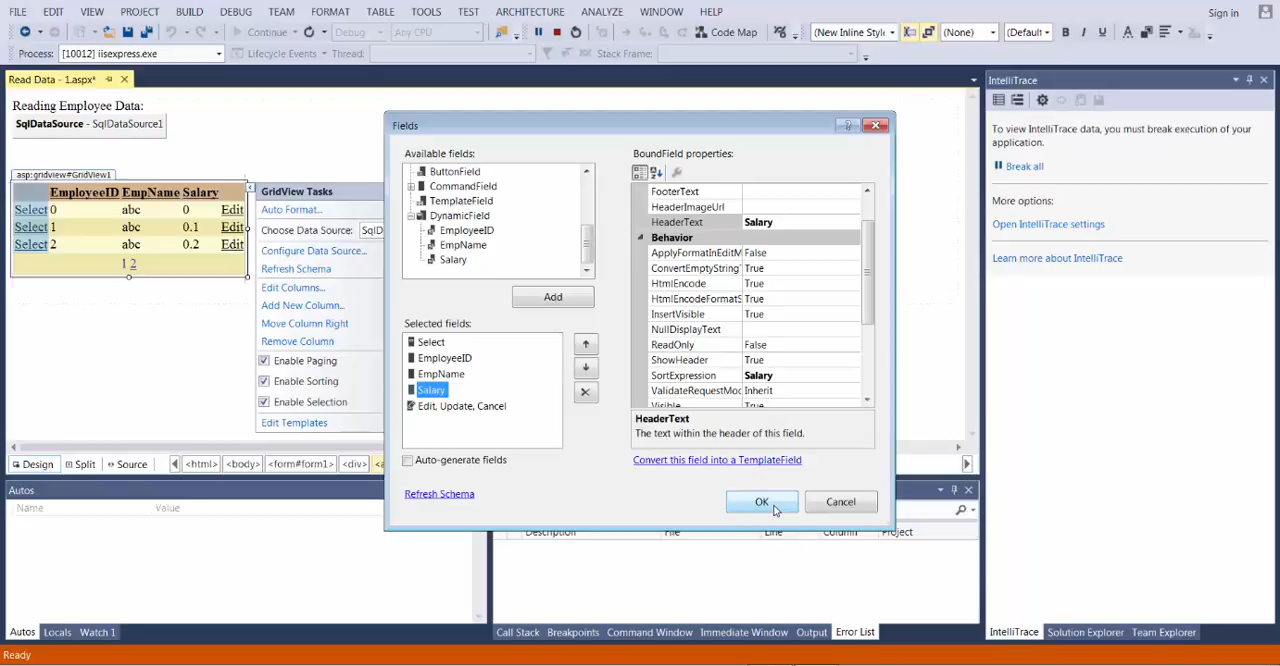 FILE EDIT VIEW PROJECT BUILD DEBUG TEAM FORMAT TABLE TOOLS TEST ARCHITECTURE ANALYZE WINDOW HELP
Sign in
Continue Debug Any CPU Code Map (New Inline Style (None) (Default B I U A
Process: [10012] iisexpress.exe Lifecycle Events Thread: Stack Frame:
Read Data - 1.aspx*
Reading Employee Data:
SqlDataSource - SqlDataSource1
asp:gridview#GridView1
EmployeeID EmpName Salary
Select 0 abc 0 Edit
Select 1 abc 0.1 Edit
Select 2 abc 0.2 Edit
1 2
GridView Tasks
Auto Format...
Choose Data Source: SqlD
Configure Data Source...
Refresh Schema
Edit Columns...
Add New Column...
Move Column Right
Remove Column
Enable Paging
Enable Sorting
Enable Selection
Edit Templates
Fields
Available fields:
ButtonField
CommandField
TemplateField
DynamicField
EmployeeID
EmpName
Salary
Add
Selected fields:
Select
EmployeeID
EmpName
Salary
Edit, Update, Cancel
Auto-generate fields
Refresh Schema
BoundField properties:
FooterText
HeaderImageUrl
HeaderText Salary
Behavior
ApplyFormatInEditM False
ConvertEmptyString True
HtmlEncode True
HtmlEncodeFormatS True
InsertVisible True
NullDisplayText
ReadOnly False
ShowHeader True
SortExpression Salary
ValidateRequestMod Inherit
Visible True
HeaderText
The text within the header of this field.
Convert this field into a TemplateField
OK Cancel
IntelliTrace
To view IntelliTrace data, you must break execution of your
application.
Break all
More options:
Open IntelliTrace settings
Learn more about IntelliTrace
Design Split Source <html> <body> <form#form1> <div> <a
Autos
Name Value
Description File Line Column Project
Autos Locals Watch 1
Call Stack Breakpoints Command Window Immediate Window Output Error List
IntelliTrace Solution Explorer Team Explorer
Ready